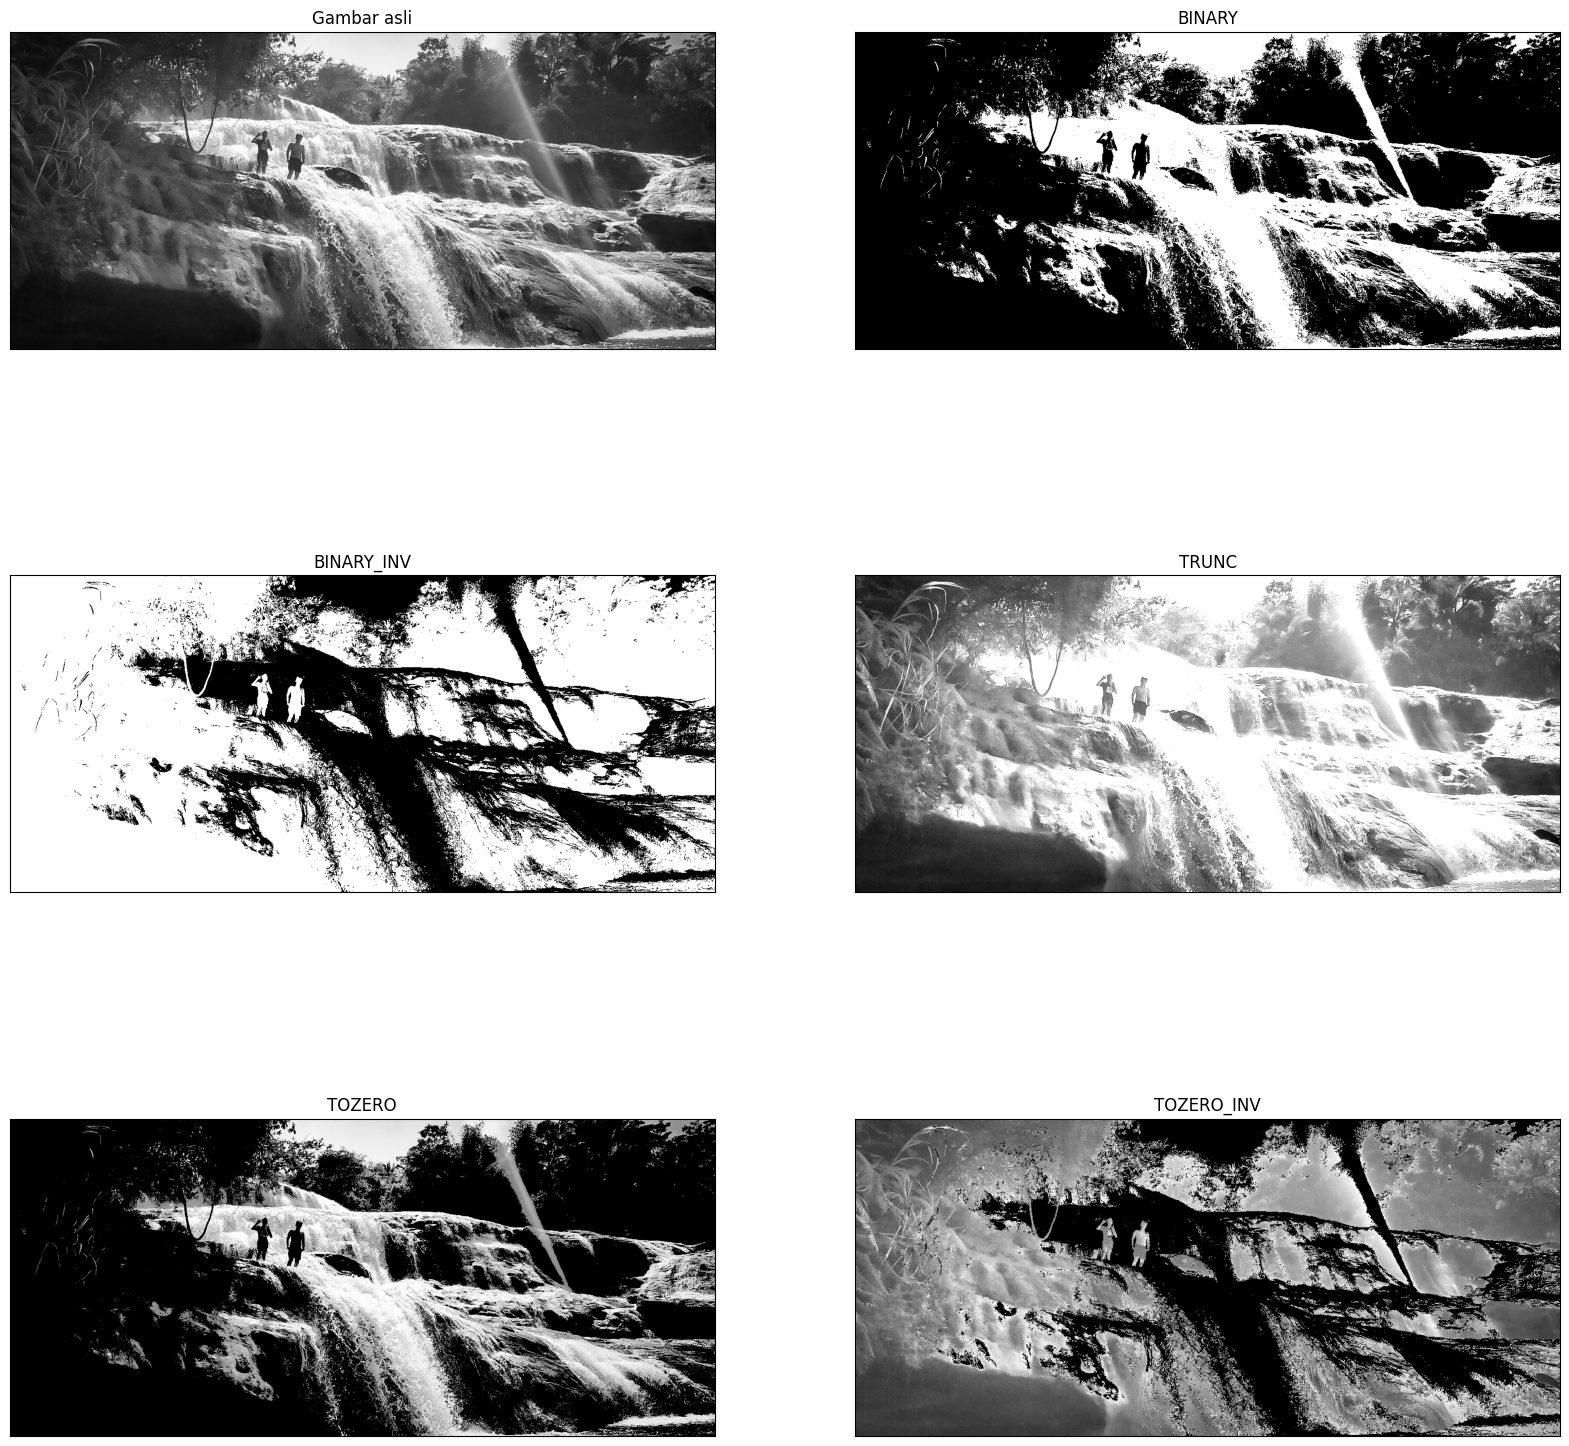 Gambar asli
BINARY
BINARY_INV
TRUNC
TOZERO
TOZERO_INV